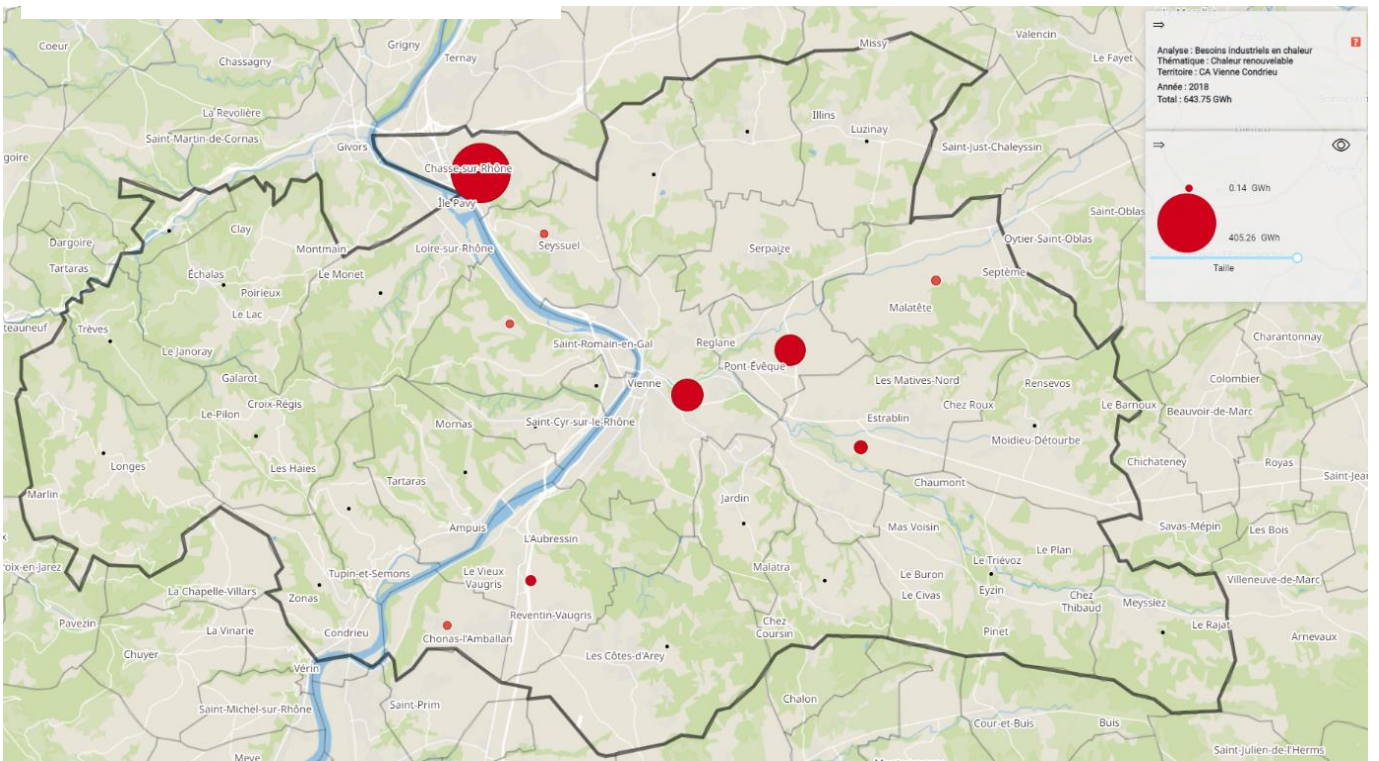 Coeur
Grigny
Ternay
Missy
Valencin
Le Fayet
Chassagny
La Revolière
Saint-Martin-de-Cornas
Givors
Illins
Luzinay
Saint-Just-Chaleyssin
goire
Chasse-sur-Rhône
Île Pavy
Saint-Oblas
Clay
Dargoire
Montmain
Loire-sur-Rhône
Seyssuel
Serpaize
Oytier-Saint-Oblas
Tartaras
Échalas
Le Monet
Septème
Poirieux
Malatête
Le Lac
teauneuf
Trèves
Charantonnay
Le Janoray
Saint-Romain-en-Gal
Reglane
Pont-Évêque
Galarot
Vienne
Les Matives-Nord
Rensevos
Colombier
Croix-Régis
Le-Pilon
Chez Roux
Le Barnoux
Beauvoir-de-Marc
Mornas
Saint-Cyr-sur-le-Rhône
Estrablin
Moidieu-Détourbe
Longes
Les Haies
Chichateney
Royas
Tartaras
Chaumont
Saint-Jear
Marlin
Jardin
Ampuis
L'Aubressin
Mas Voisin
Savas-Mépin
Les Bois
Le Plan
roix-en-Jarez
Tupin-et-Semons
Le Vieux
Vaugris
Malatra
Le Triévoz
Le Buron
Villeneuve-de-Marc
La Chapelle-Villars
Zonas
Le Civas
Eyzin
Chez
Thibaud
Meyssiez
Pavezin
Reventin-Vaugris
Chez
Coursin
Le Rajat
La Vinarie
Condrieu
Chonas-l'Amballan
Pinet
Arnevaux
Chuyer
Les Côtes-d'Arey
Vérin
Chalon
Saint-Michel-sur-Rhône
Saint-Prim
Cour-et-Buis
Buis
Meve
Saint-Julien-de-l'Herms
⇒
?
Analyse : Besoins industriels en chaleur
Thématique : Chaleur renouvelable
Territoire : CA Vienne Condrieu
Année : 2018
Total : 643.75 GWh
⇒
0.14 GWh
405.26 GWh
Taille